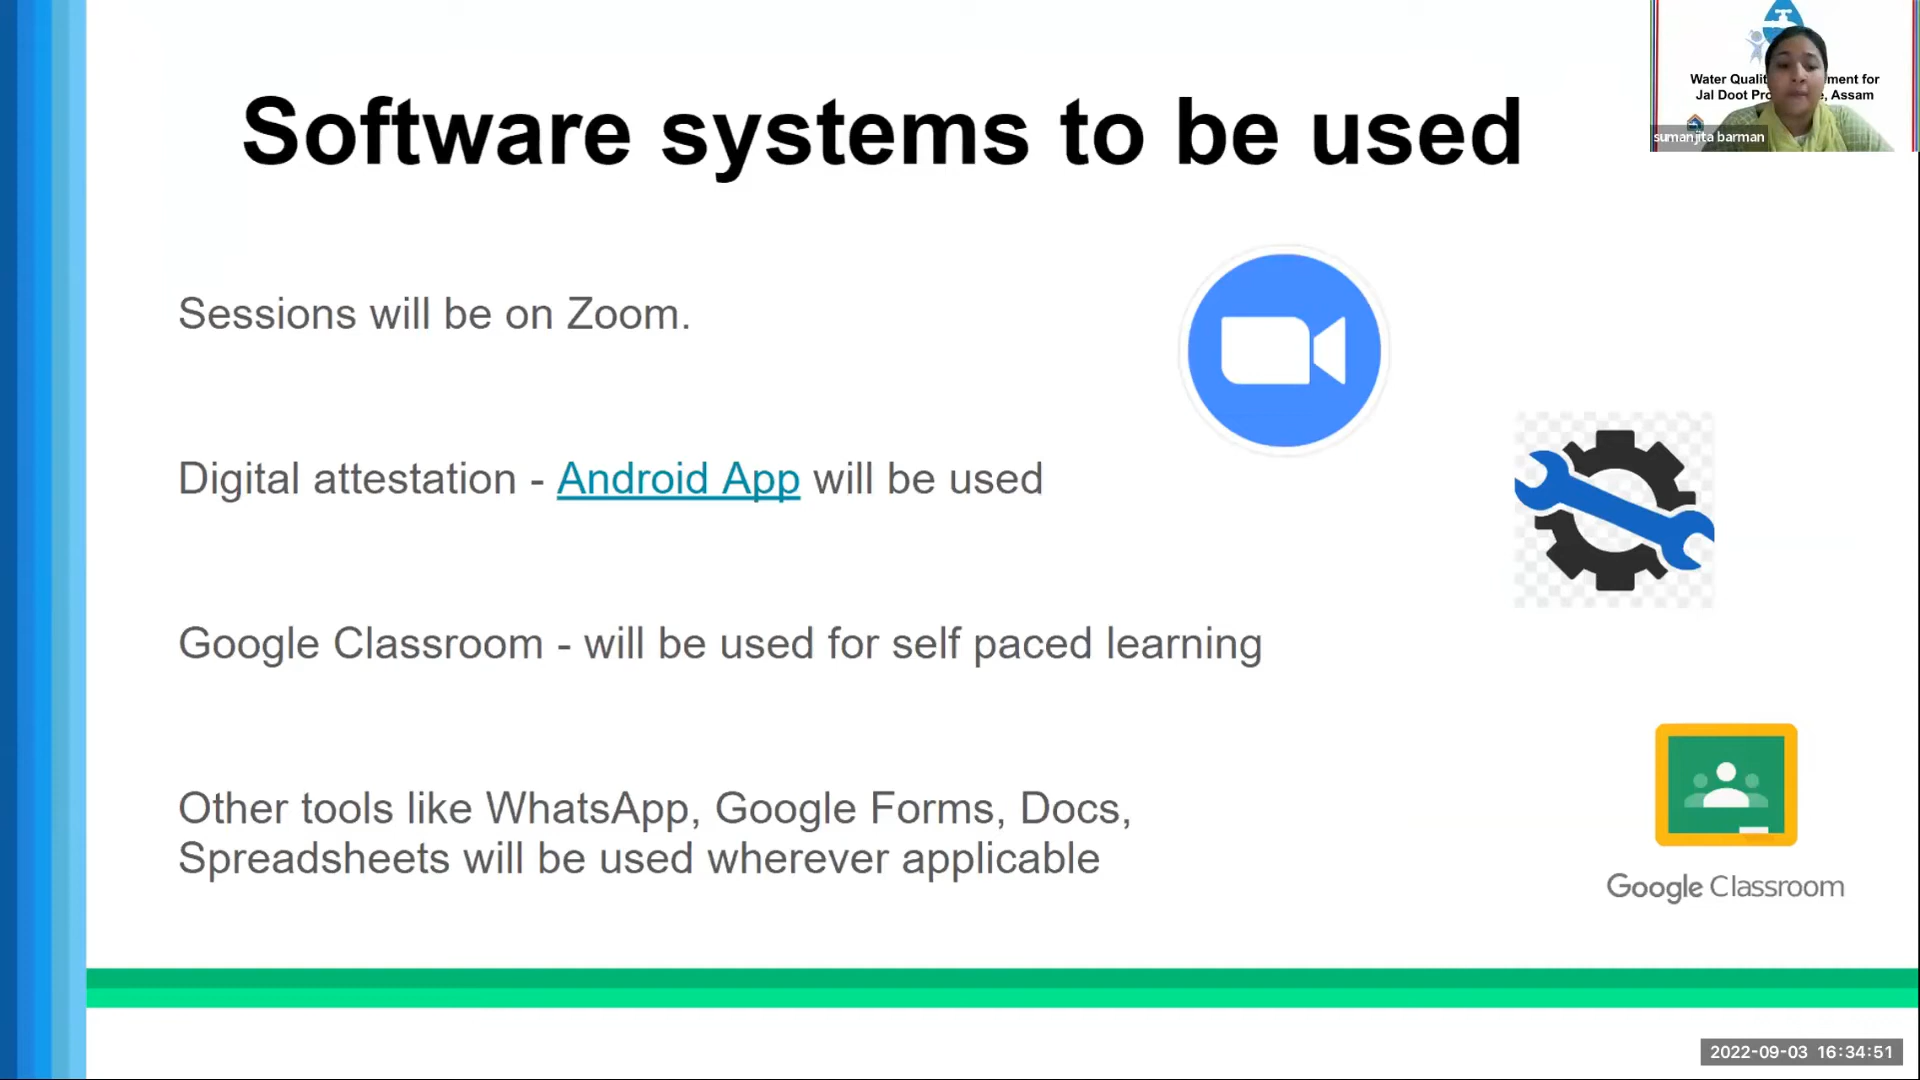 Software systems to be used
Water Quali ment for
Jal Doot Pro e, Assam
sumanjita barman
Sessions will be on Zoom.
Digital attestation - Android App will be used
Google Classroom - will be used for self paced learning
Other tools like WhatsApp, Google Forms, Docs,
Spreadsheets will be used wherever applicable
Google Classroom
2022-09-03 16:34:51